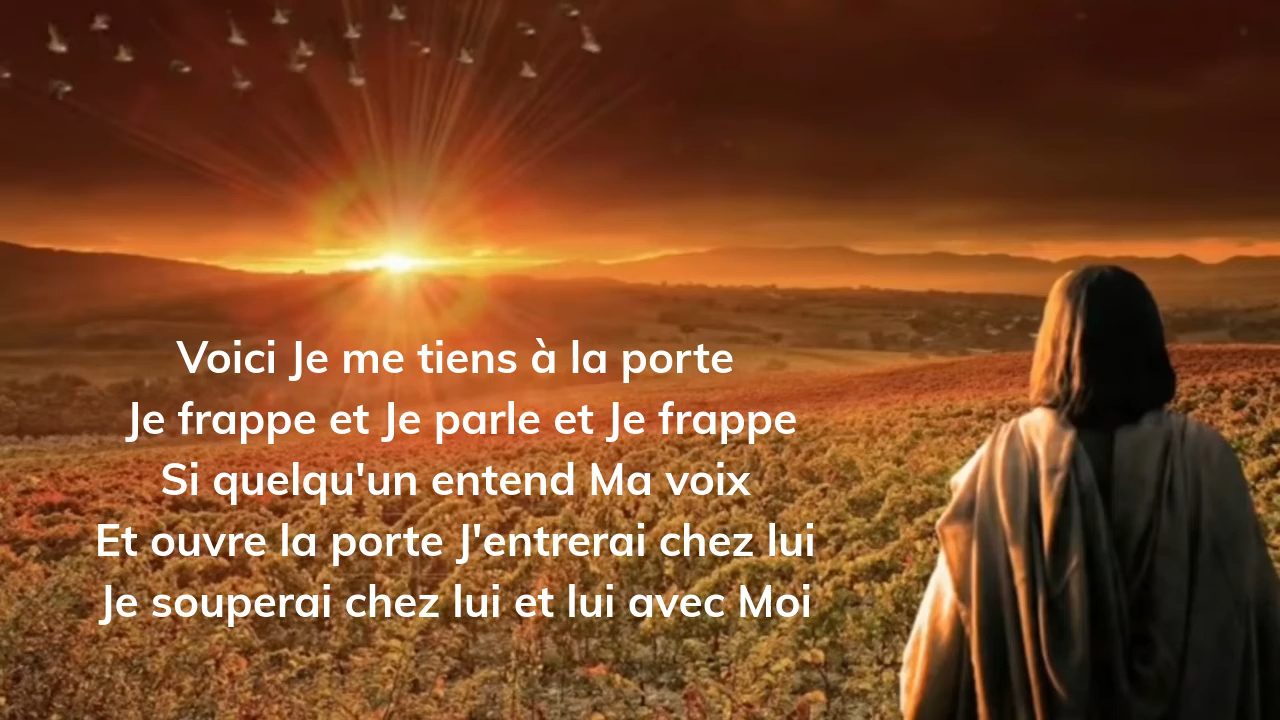 Voici Je me tiens à la porte
Je frappe et Je parle et Je frappe
Si quelqu'un entend Ma voix
Et ouvre la porte J'entrerai chez lui
Je souperai chez lui et lui avec Moi